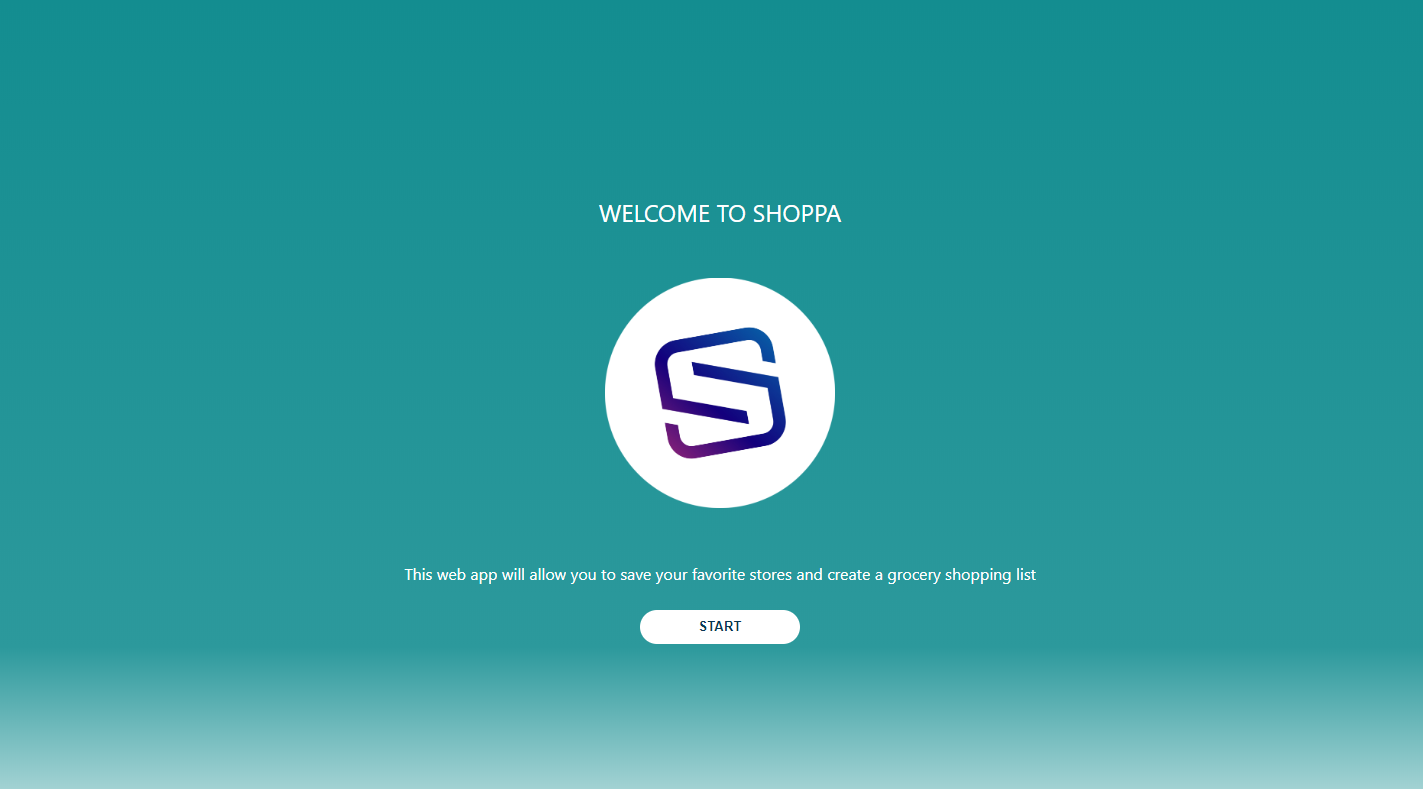 WELCOME TO SHOPPA
This web app will allow you to save your favorite stores and create a grocery shopping list
START